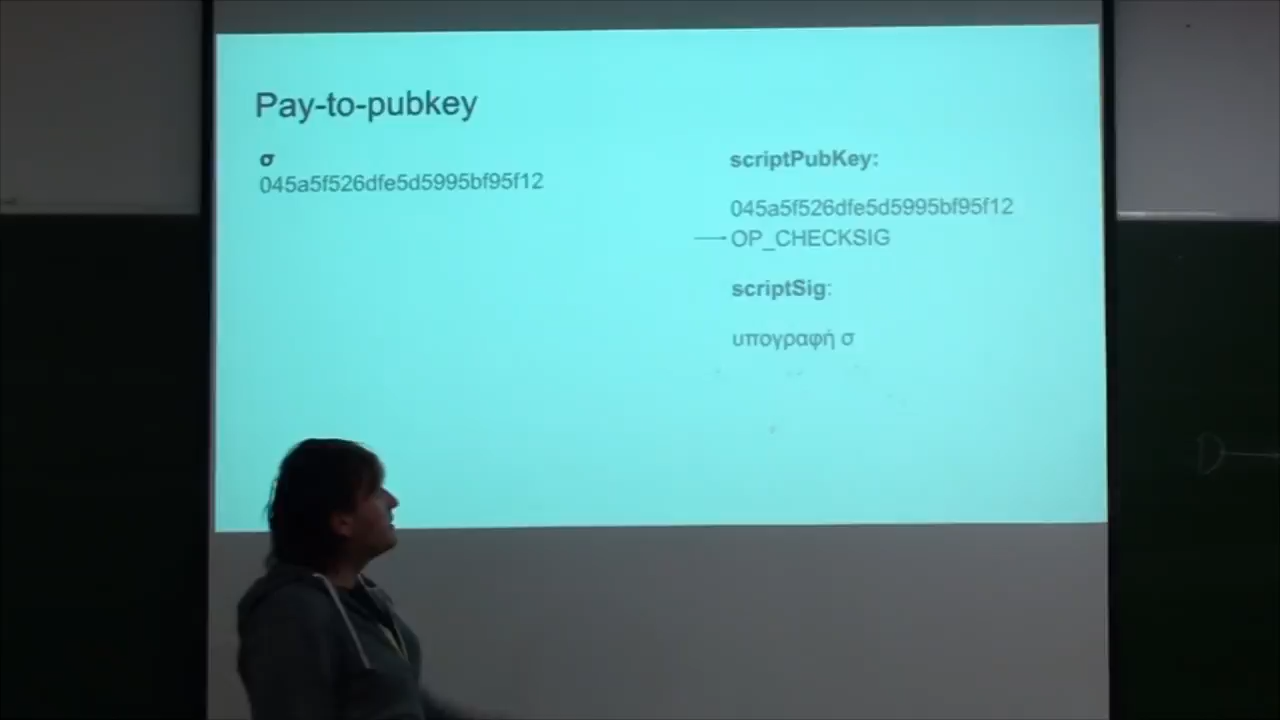 Pay-to-pubkey
σ
045a5f526dfe5d5995bf95f12
scriptPubKey:
045a5f526dfe5d5995bf95f12
OP_CHECKSIG
scriptSig:
υπογραφή σ